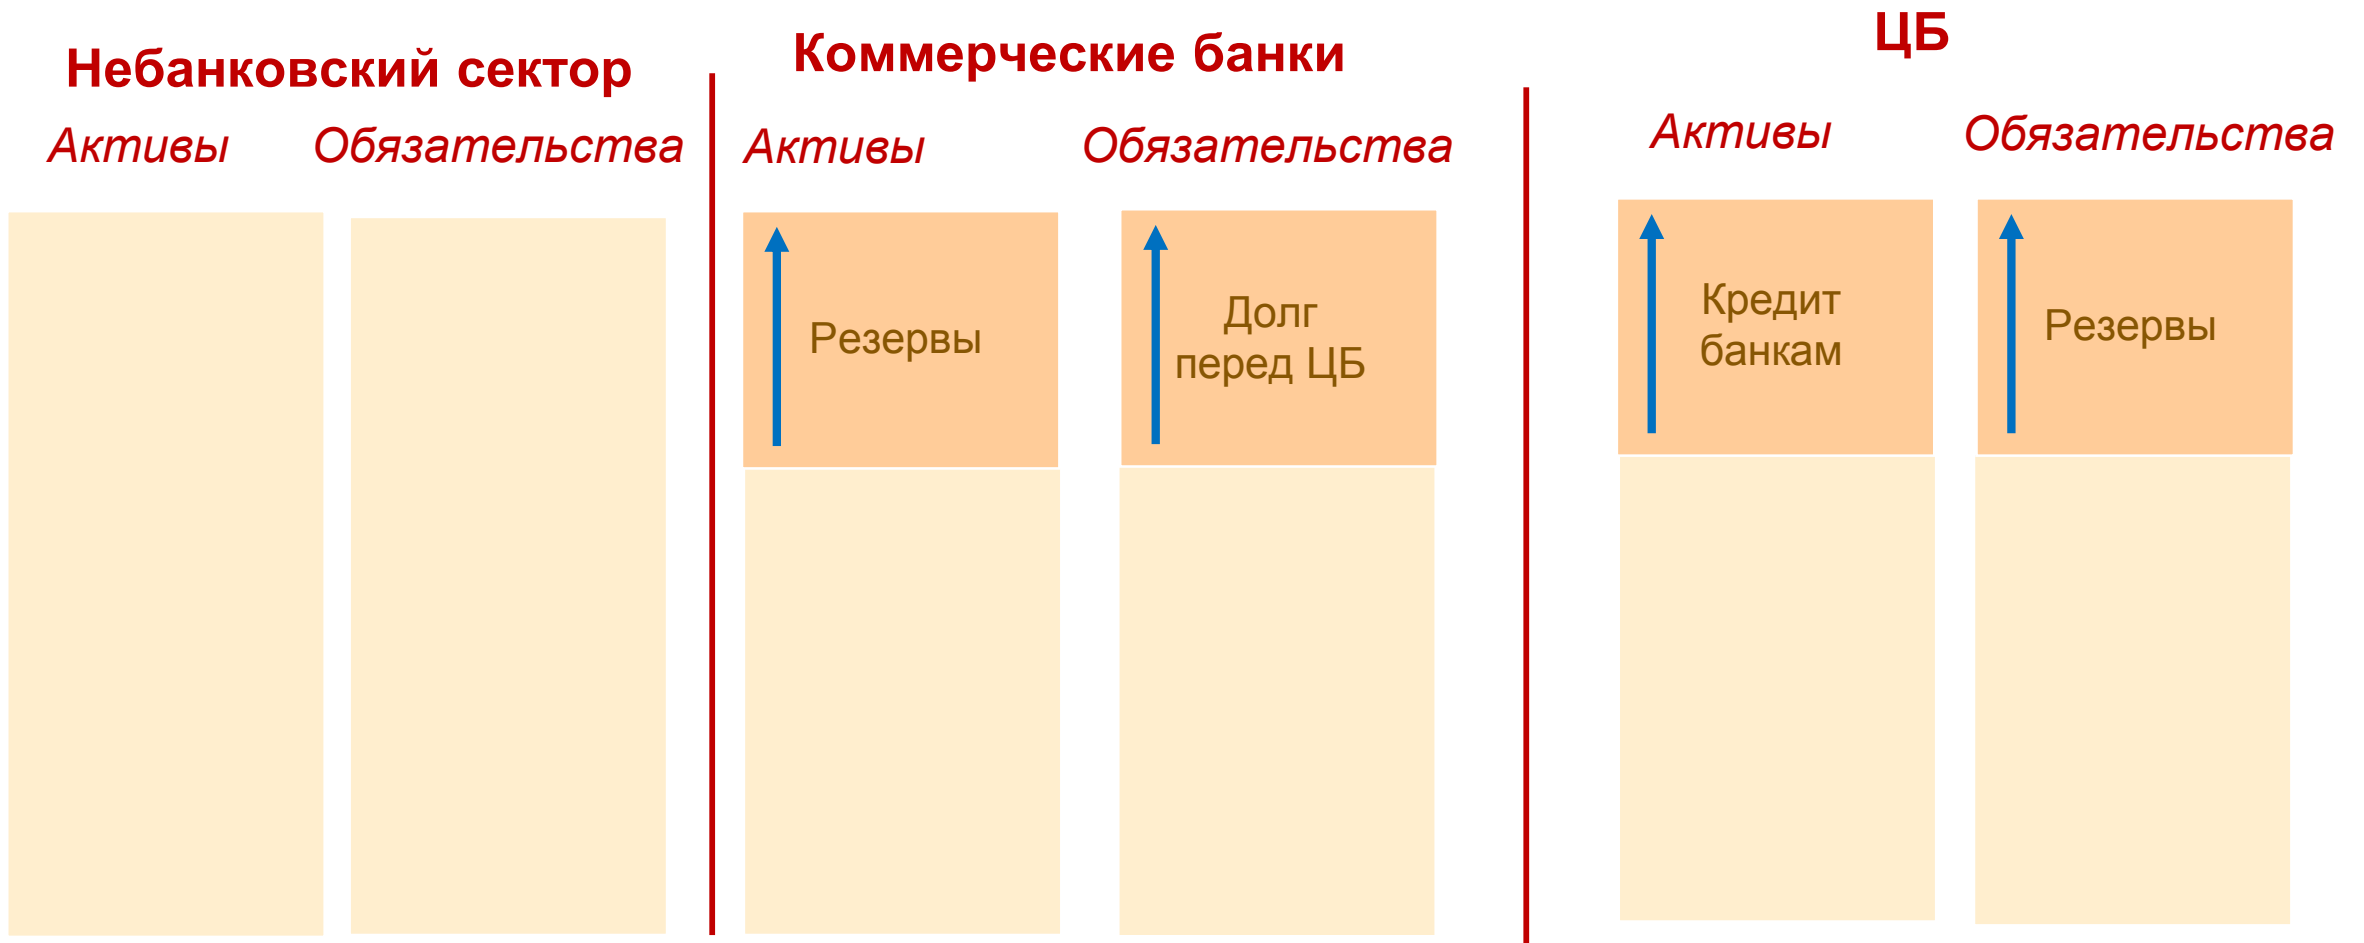 Небанковский сектор
Активы
Обязательства
Коммерческие банки
Активы
Обязательства
Резервы
Долг
перед ЦБ
ЦБ
Активы
Обязательства
Кредит
банкам
Резервы